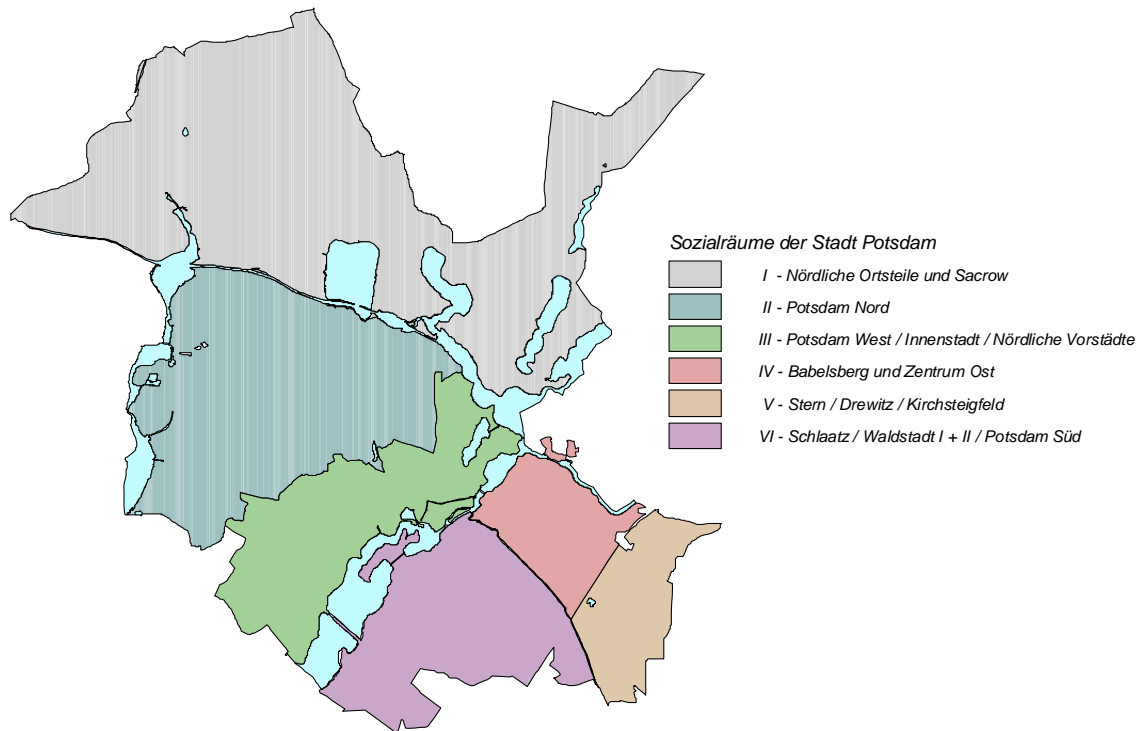 Sozialräume der Stadt Potsdam
I - Nördliche Ortsteile und Sacrow
II - Potsdam Nord
III - Potsdam West / Innenstadt / Nördliche Vorstädte
IV - Babelsberg und Zentrum Ost
V - Stern / Drewitz / Kirchsteigfeld
VI - Schlaatz / Waldstadt I + II / Potsdam Süd